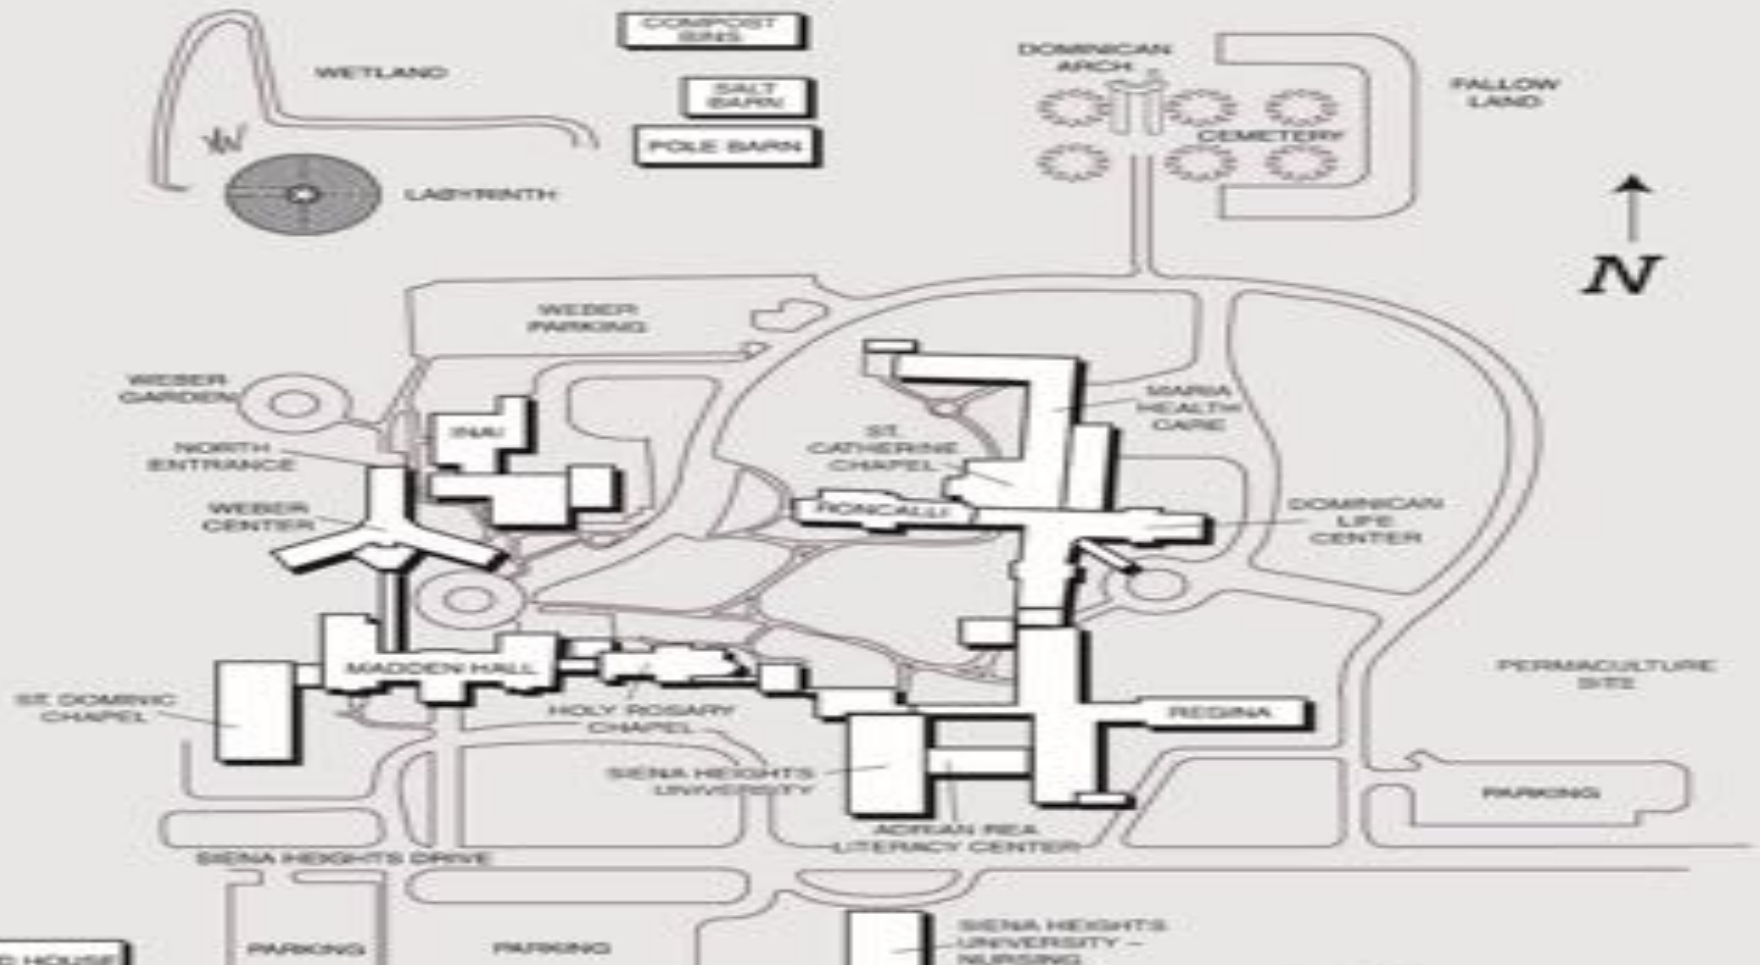 COMPOST
BINS
WETLAND
SALT
BARN
POLE BARN
DOMINICAN
ARCH
CEMETERY
FALLOW
LAND
LABYRINTH
N
WEBER
PARKING
WEBER
GARDEN
INAI
NORTH
ENTRANCE
WEBER
CENTER
MARIA
HEALTH
CARE
ST.
CATHERINE
CHAPEL
RONCALLI
DOMINICAN
LIFE
CENTER
MADDEN HALL
ST. DOMINIC
CHAPEL
HOLY ROSARY
CHAPEL
REGINA
PERMACULTURE
SITE
SIENA HEIGHTS
UNIVERSITY
PARKING
ADRIAN REA
LITERACY CENTER
SIENA HEIGHTS DRIVE
PARKING
PARKING
SIENA HEIGHTS
UNIVERSITY –
NURSING
HOUSE